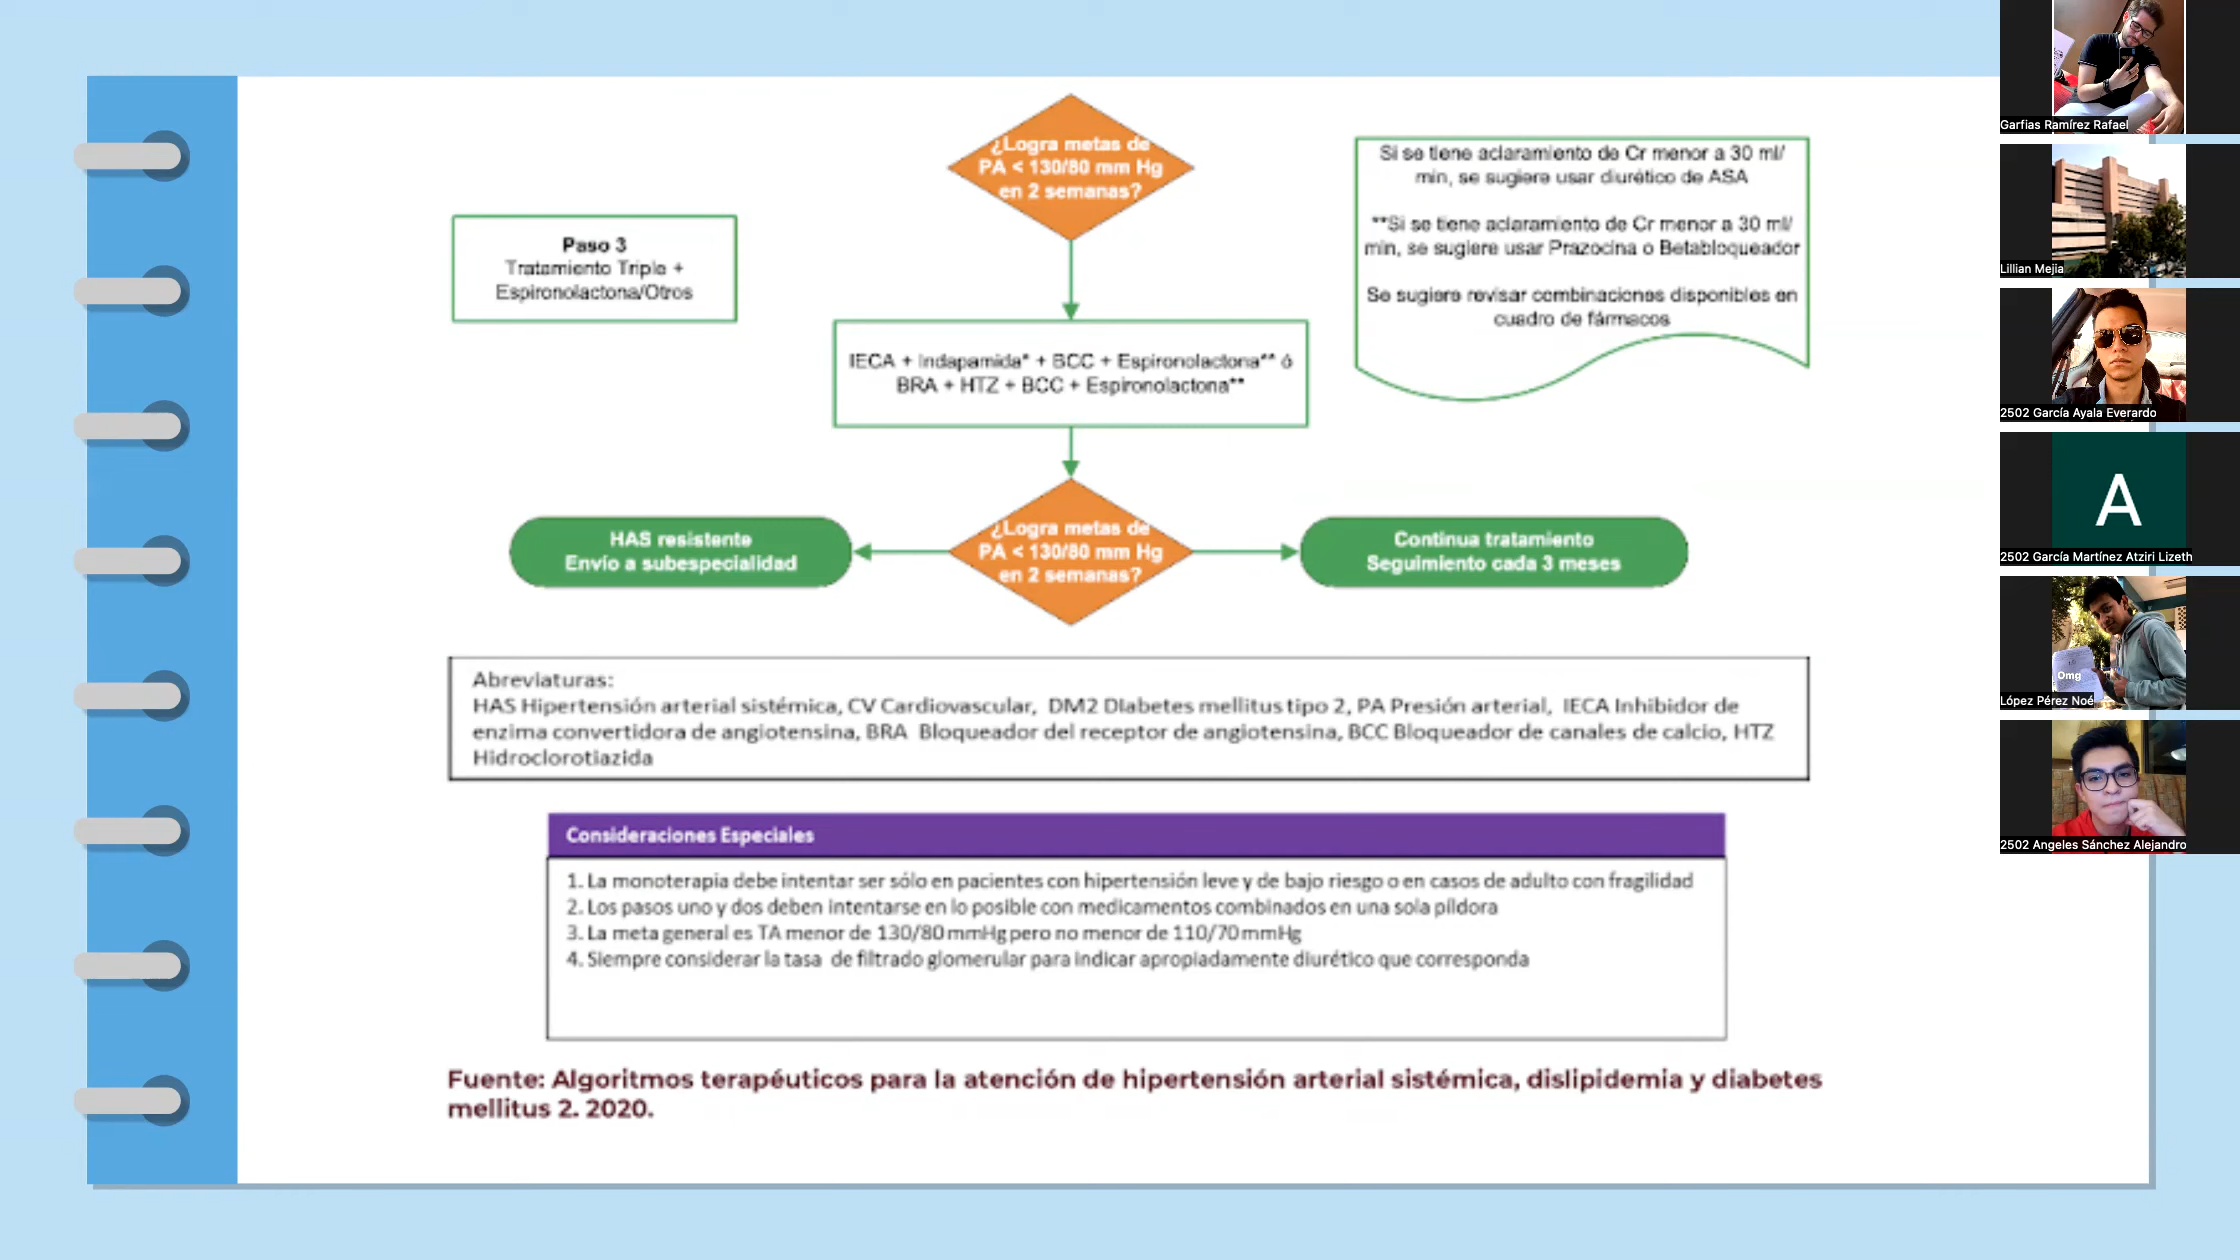 ¿Logra metas de
PA < 130/80 mm Hg
en 2 semanas?
Si se tiene aclaramiento de Cr menor a 30 ml/
min, se sugiere usar diurético de ASA
**Si se tiene aclaramiento de Cr menor a 30 ml/
min, se sugiere usar Prazocina o Betabloqueador
Se sugiere revisar combinaciones disponibles en
cuadro de fármacos
Paso 3
Tratamiento Triple +
Espironolactona/Otros
IECA + Indapamida* + BCC + Espironolactona** ó
BRA + HTZ + BCC + Espironolactona**
HAS resistente
Envío a subespecialidad
¿Logra metas de
PA < 130/80 mm Hg
en 2 semanas?
Continua tratamiento
Seguimiento cada 3 meses
Abreviaturas:
HAS Hipertensión arterial sistémica, CV Cardiovascular, DM2 Diabetes mellitus tipo 2, PA Presión arterial, IECA Inhibidor de
enzima convertidora de angiotensina, BRA Bloqueador del receptor de angiotensina, BCC Bloqueador de canales de calcio, HTZ
Hidroclorotiazida
Consideraciones Especiales
1. La monoterapia debe intentar ser sólo en pacientes con hipertensión leve y de bajo riesgo o en casos de adulto con fragilidad
2. Los pasos uno y dos deben intentarse en lo posible con medicamentos combinados en una sola píldora
3. La meta general es TA menor de 130/80 mmHg pero no menor de 110/70 mmHg
4. Siempre considerar la tasa de filtrado glomerular para indicar apropiadamente diurético que corresponda
Fuente: Algoritmos terapéuticos para la atención de hipertensión arterial sistémica, dislipidemia y diabetes
mellitus 2. 2020.
Garfias Ramírez Rafael
Lillian Mejia
2502 García Ayala Everardo
A
2502 García Martínez Atziri Lizeth
Omg
López Pérez Noé
2502 Angeles Sánchez Alejandro